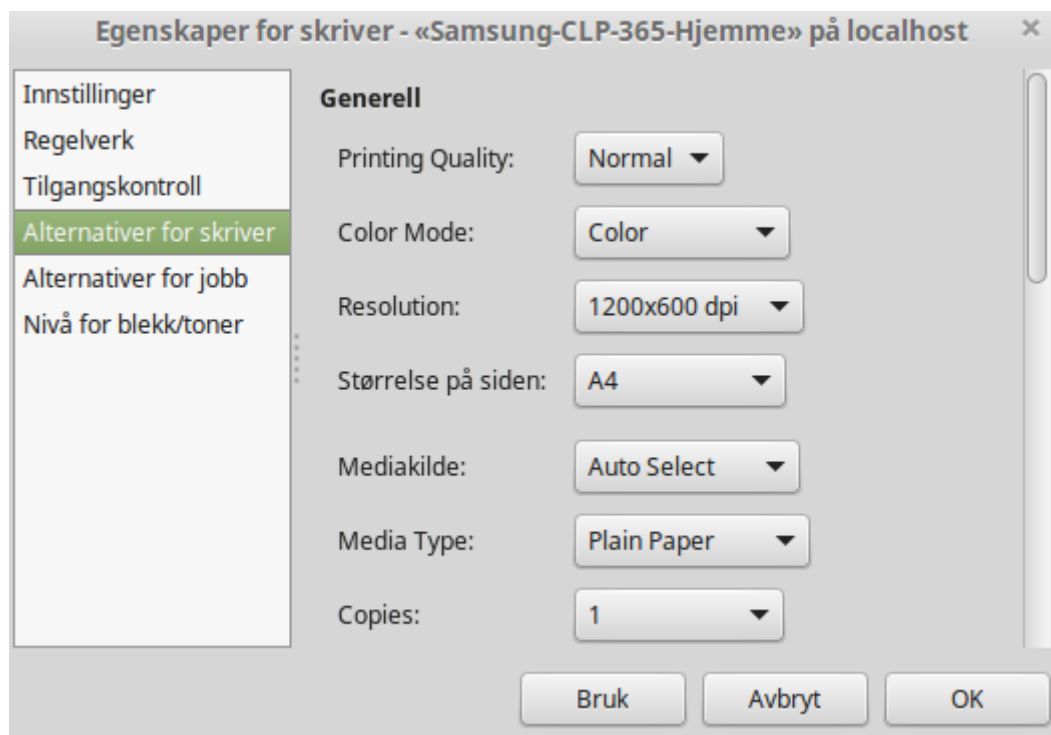 Egenskaper for skriver - «Samsung-CLP-365-Hjemme» på localhost
Innstillinger
Regelverk
Tilgangskontroll
Alternativer for skriver
Alternativer for jobb
Nivå for blekk/toner
Generell
Printing Quality: Normal
Color Mode: Color
Resolution: 1200x600 dpi
Størrelse på siden: A4
Mediakilde: Auto Select
Media Type: Plain Paper
Copies: 1
Bruk Avbryt OK